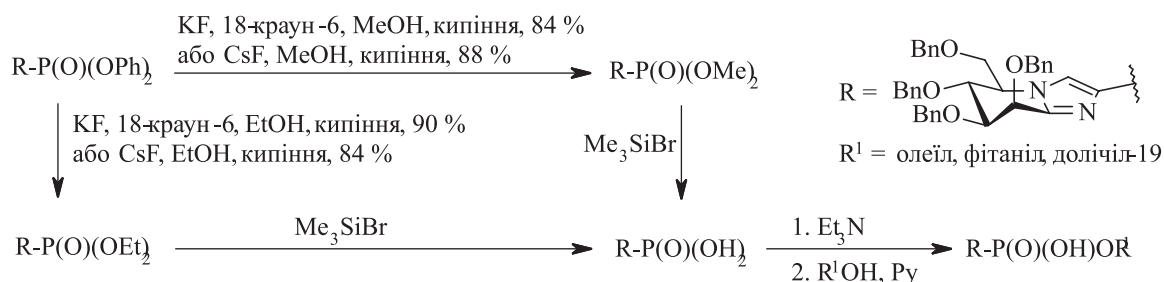 KF, 18-краун-6, MeOH, кипіння, 84 %
або CsF, MeOH, кипіння, 88 %
R-P(O)(OPh)2
R-P(O)(OMe)2
KF, 18-краун-6, EtOH, кипіння, 90 %
або CsF, EtOH, кипіння, 84 %
Me3SiBr
R =
BnO
OBn
BnO
BnO
N
N
R1 = олеїл, фітаніл, долічіл-19
R-P(O)(OEt)2
Me3SiBr
R-P(O)(OH)2
1. Et3N
2. R1OH, Py
R-P(O)(OH)OR1